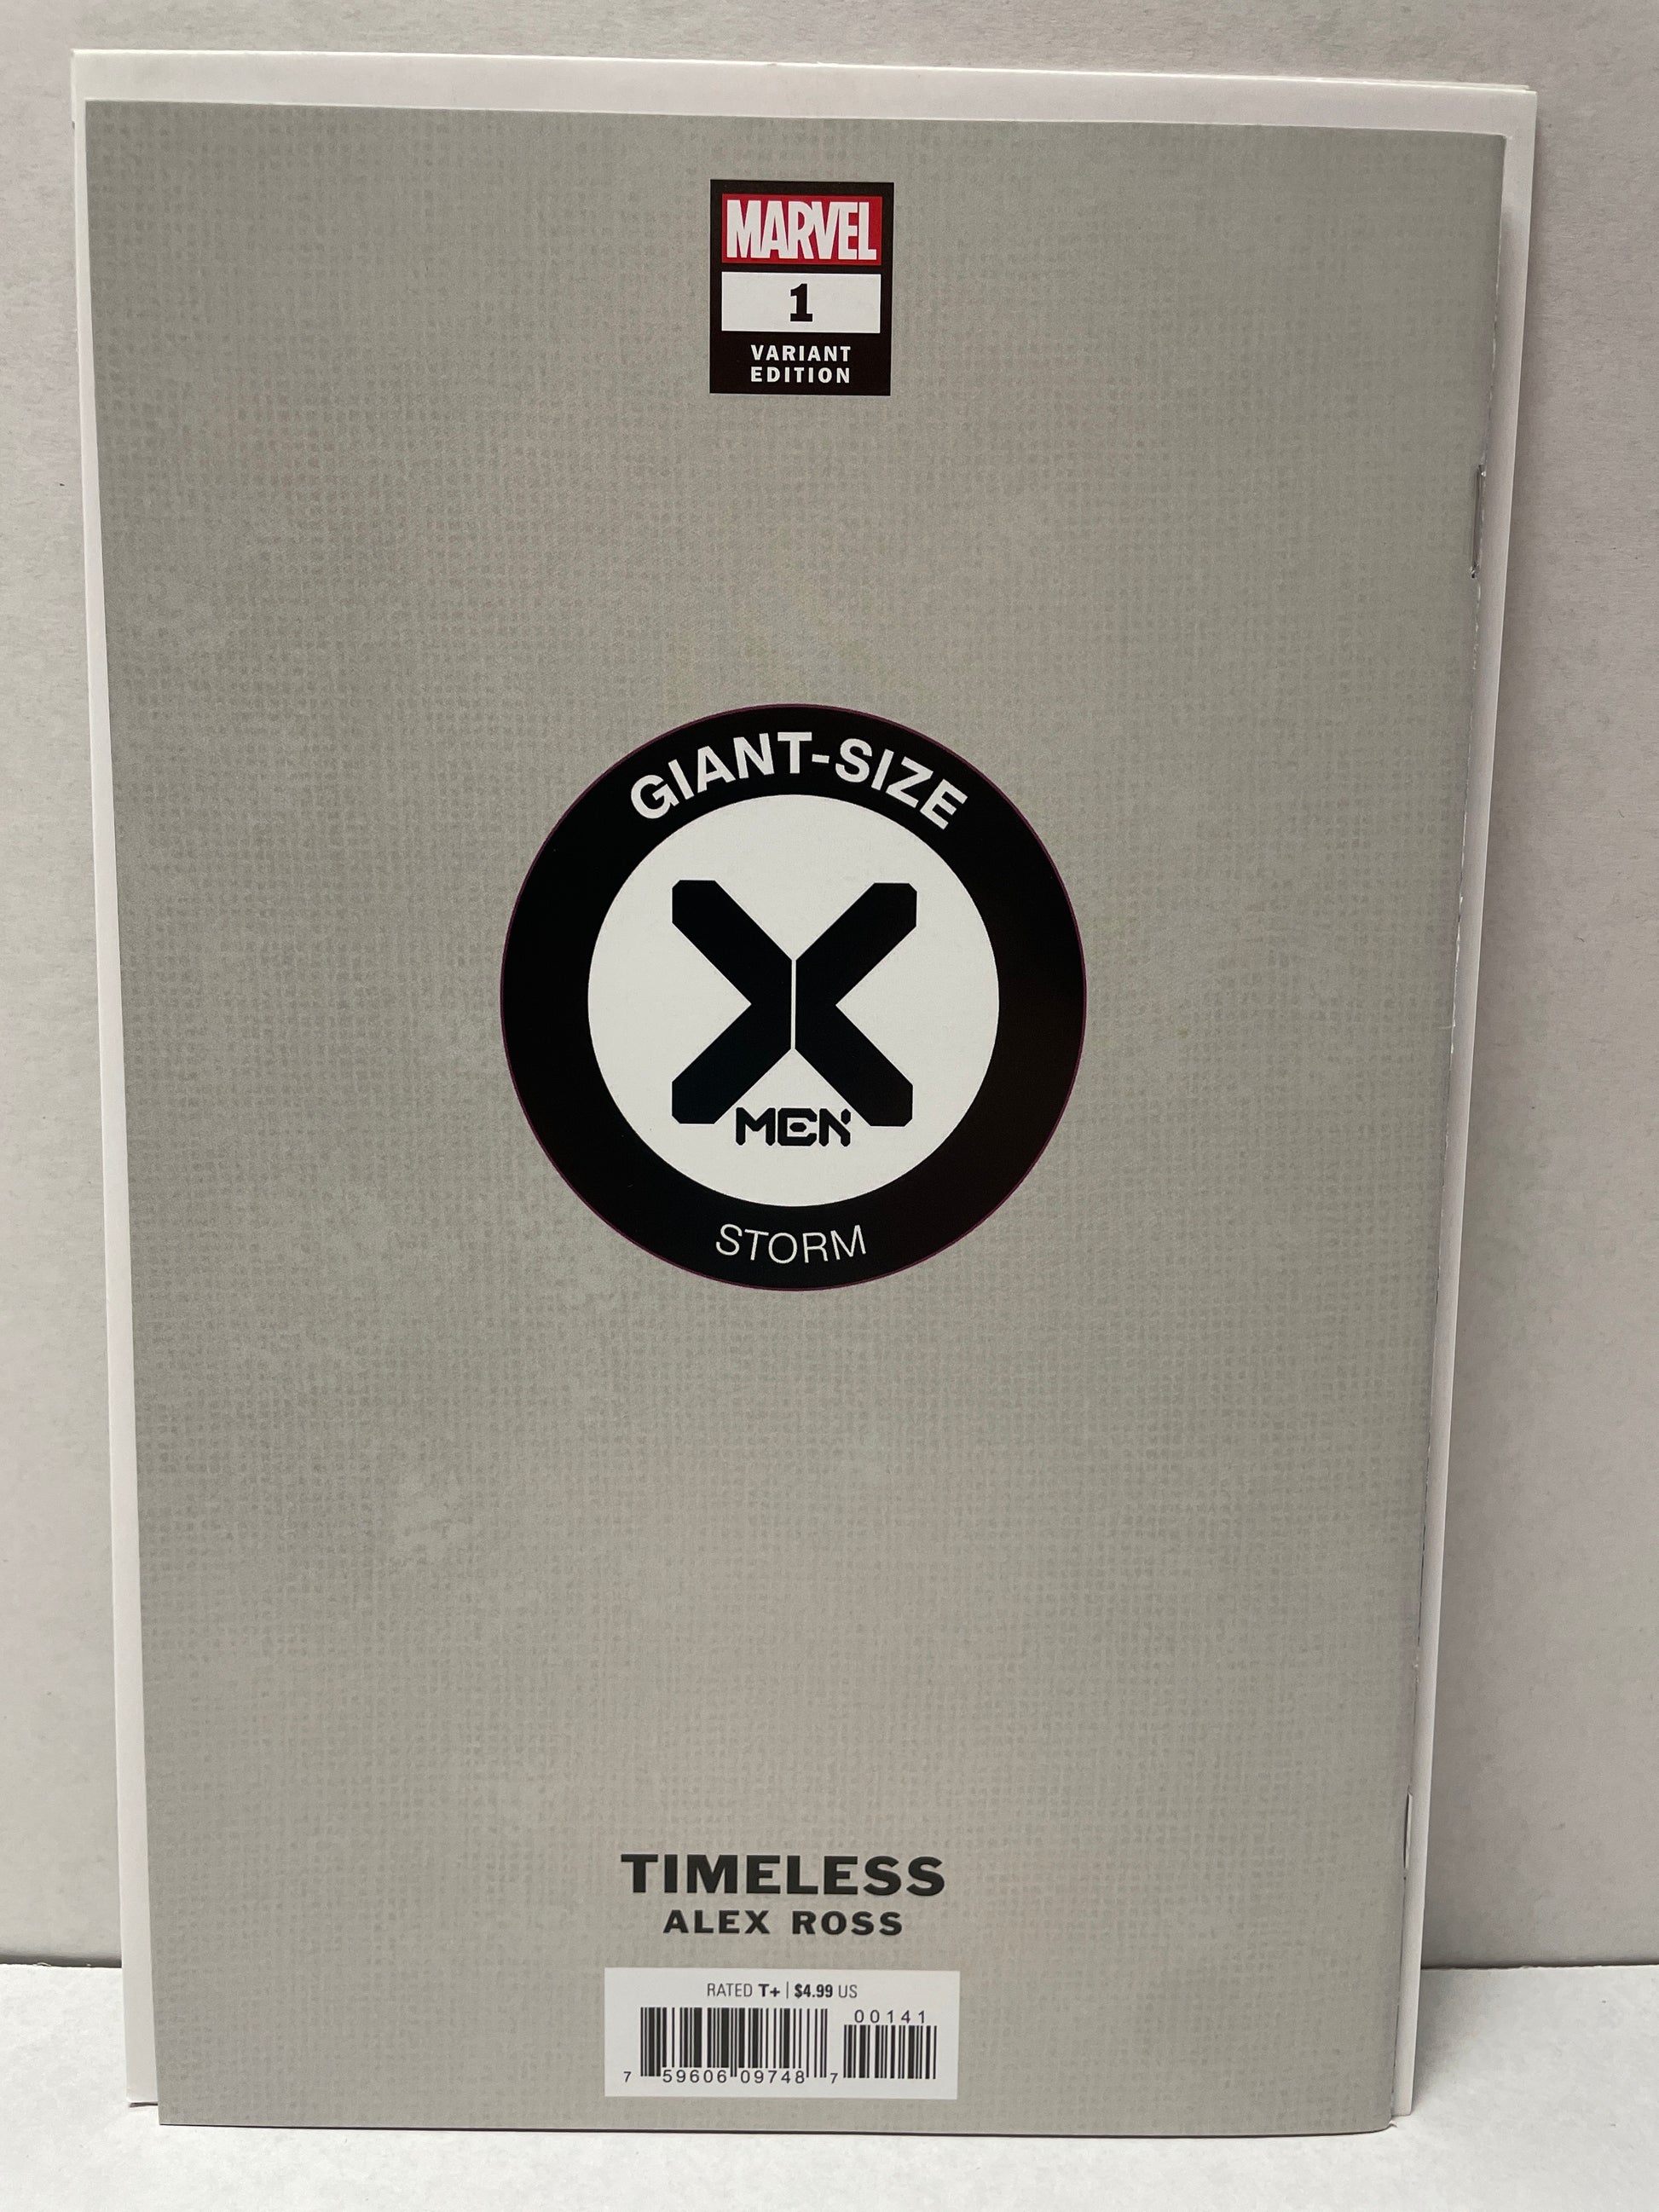 MARVEL
1
VARIANT
EDITION
GIANT-SIZE
X
MEN
STORM
TIMELESS
ALEX ROSS
RATED T+ | $4.99 US
00141
7 59606 09748 7